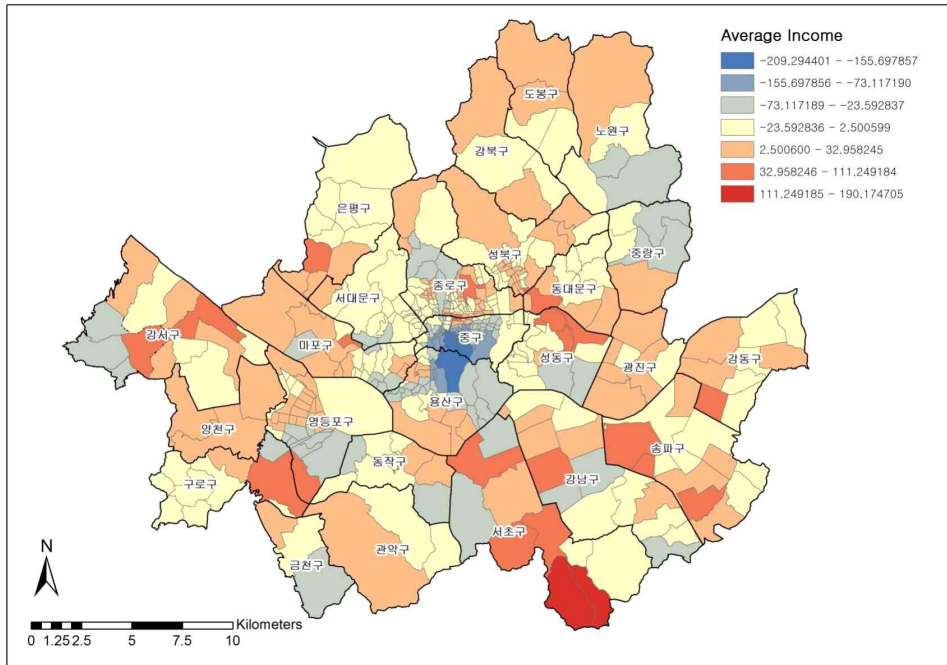 Average Income
-209.294401 - -155.697857
-155.697856 - -73.117190
-73.117189 - -23.592837
-23.592836 - 2.500599
2.500600 - 32.958245
32.958246 - 111.249184
111.249185 - 190.174705
도봉구
노원구
강북구
은평구
성북구
중랑구
종로구
동대문구
서대문구
강서구
마포구
중구
성동구
광진구
강동구
용산구
양천구
영등포구
동작구
송파구
구로구
강남구
서초구
관악구
금천구
N
Kilometers
0 1.25 2.5 5 7.5 10